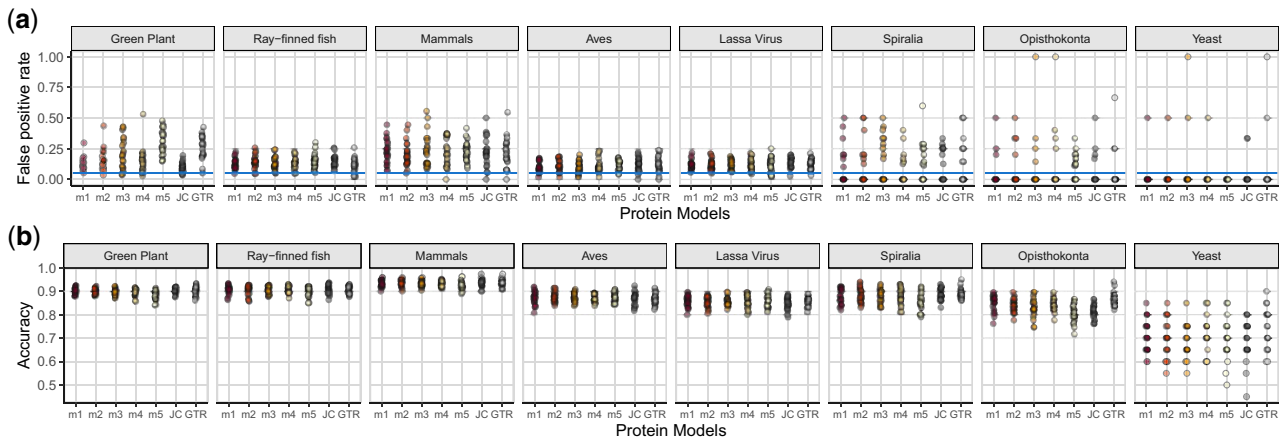 (a)
Green Plant Ray−finned fish Mammals Aves Lassa Virus Spiralia Opisthokonta Yeast
False positive rate
1.00
0.75
0.50
0.25
0.00
m1 m2 m3 m4 m5 JC GTR m1 m2 m3 m4 m5 JC GTR m1 m2 m3 m4 m5 JC GTR m1 m2 m3 m4 m5 JC GTR m1 m2 m3 m4 m5 JC GTR m1 m2 m3 m4 m5 JC GTR m1 m2 m3 m4 m5 JC GTR m1 m2 m3 m4 m5 JC GTR
Protein Models
(b)
Green Plant Ray−finned fish Mammals Aves Lassa Virus Spiralia Opisthokonta Yeast
Accuracy
1.0
0.9
0.8
0.7
0.6
0.5
m1 m2 m3 m4 m5 JC GTR m1 m2 m3 m4 m5 JC GTR m1 m2 m3 m4 m5 JC GTR m1 m2 m3 m4 m5 JC GTR m1 m2 m3 m4 m5 JC GTR m1 m2 m3 m4 m5 JC GTR m1 m2 m3 m4 m5 JC GTR m1 m2 m3 m4 m5 JC GTR
Protein Models